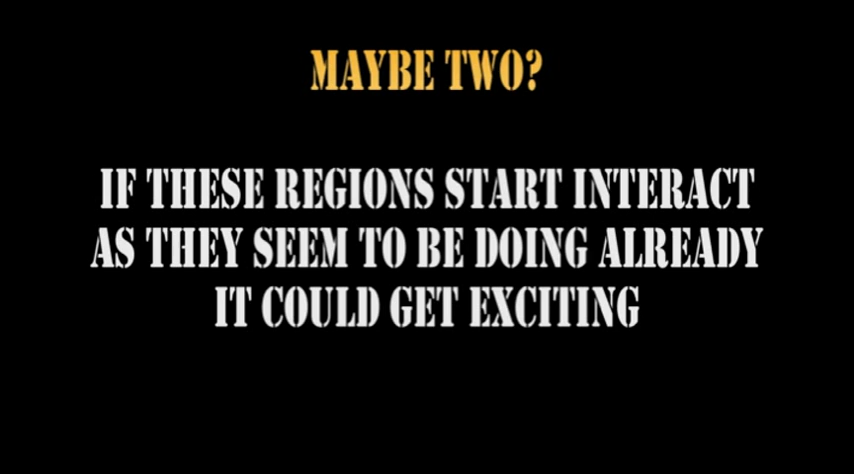 MAYBE TWO?
IF THESE REGIONS START INTERACT
AS THEY SEEM TO BE DOING ALREADY
IT COULD GET EXCITING